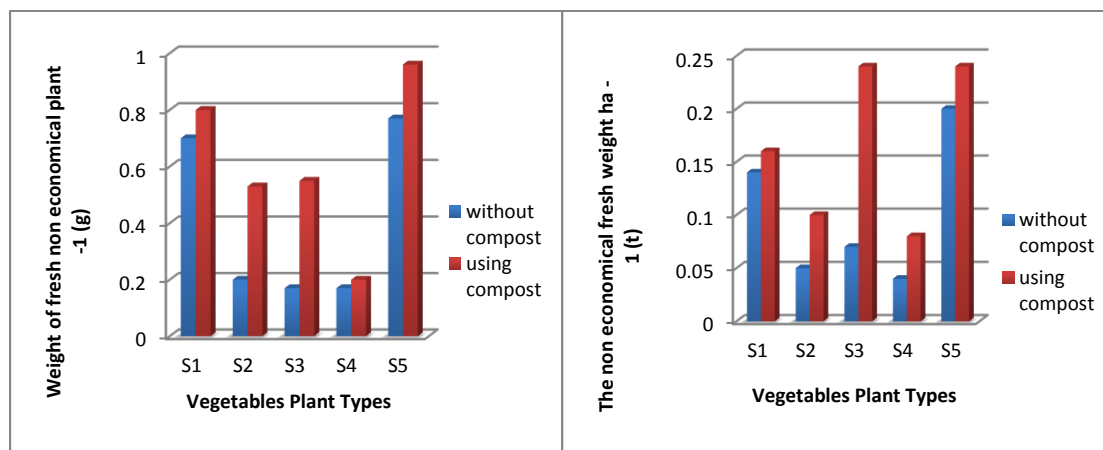 Weight of fresh non economical plant
-1 (g)
1
0.8
0.6
0.4
0.2
0
S1 S2 S3 S4 S5
Vegetables Plant Types
without
compost
using
compost
The non economical fresh weight ha -
1 (t)
0.25
0.2
0.15
0.1
0.05
0
S1 S2 S3 S4 S5
Vegetables Plant Types
without
compost
using
compost